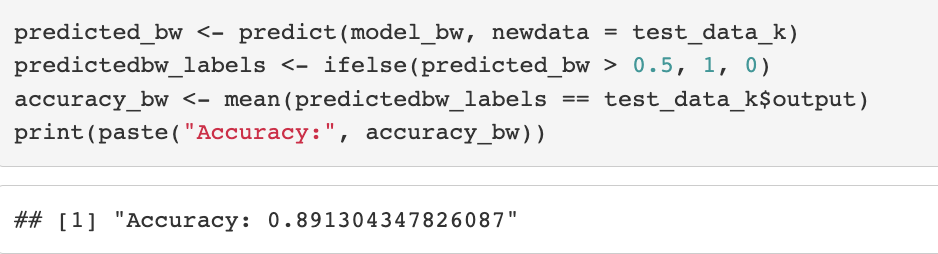 predicted_bw <- predict(model_bw, newdata = test_data_k)
predictedbw_labels <- ifelse(predicted_bw > 0.5, 1, 0)
accuracy_bw <- mean(predictedbw_labels == test_data_k$output)
print(paste("Accuracy:", accuracy_bw))
## [1] "Accuracy: 0.891304347826087"